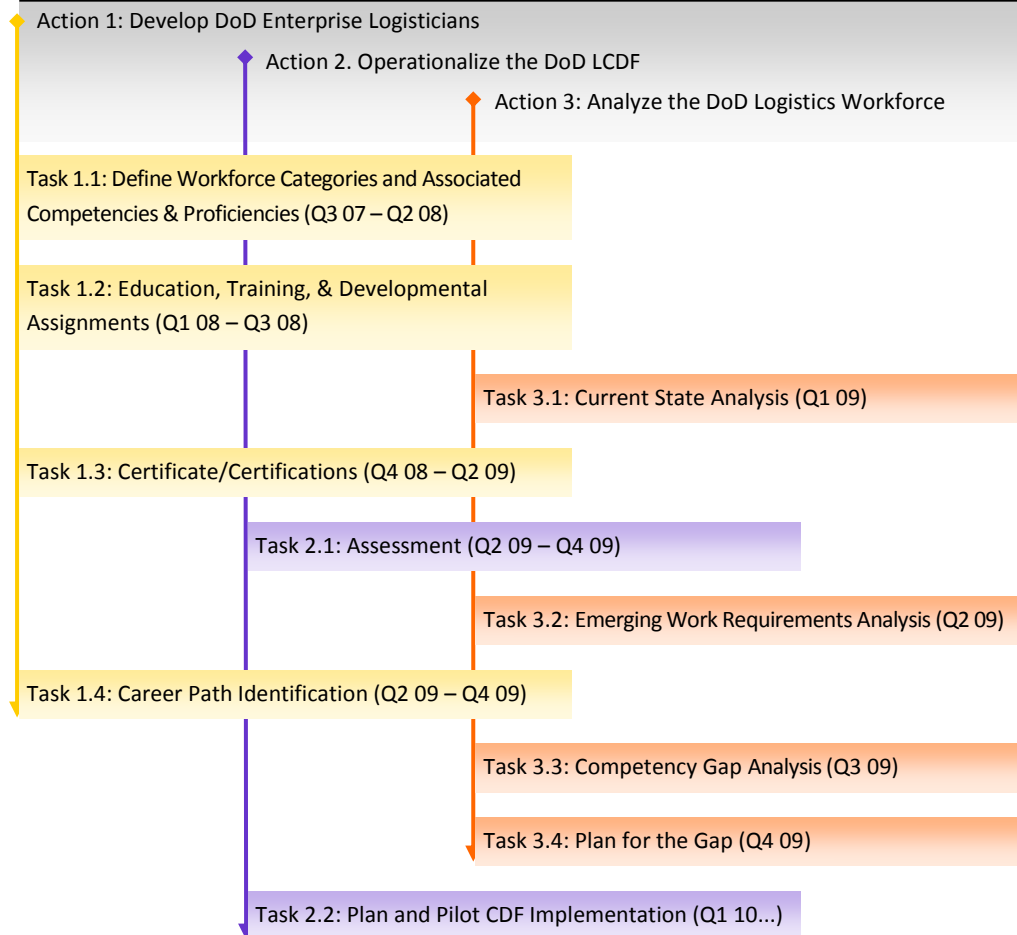 Action 1: Develop DoD Enterprise Logisticians
Action 2. Operationalize the DoD LCDF
Action 3: Analyze the DoD Logistics Workforce
Task 1.1: Define Workforce Categories and Associated
Competencies & Proficiencies (Q3 07 – Q2 08)
Task 1.2: Education, Training, & Developmental
Assignments (Q1 08 – Q3 08)
Task 3.1: Current State Analysis (Q1 09)
Task 1.3: Certificate/Certifications (Q4 08 – Q2 09)
Task 2.1: Assessment (Q2 09 – Q4 09)
Task 3.2: Emerging Work Requirements Analysis (Q2 09)
Task 1.4: Career Path Identification (Q2 09 – Q4 09)
Task 3.3: Competency Gap Analysis (Q3 09)
Task 3.4: Plan for the Gap (Q4 09)
Task 2.2: Plan and Pilot CDF Implementation (Q1 10...)